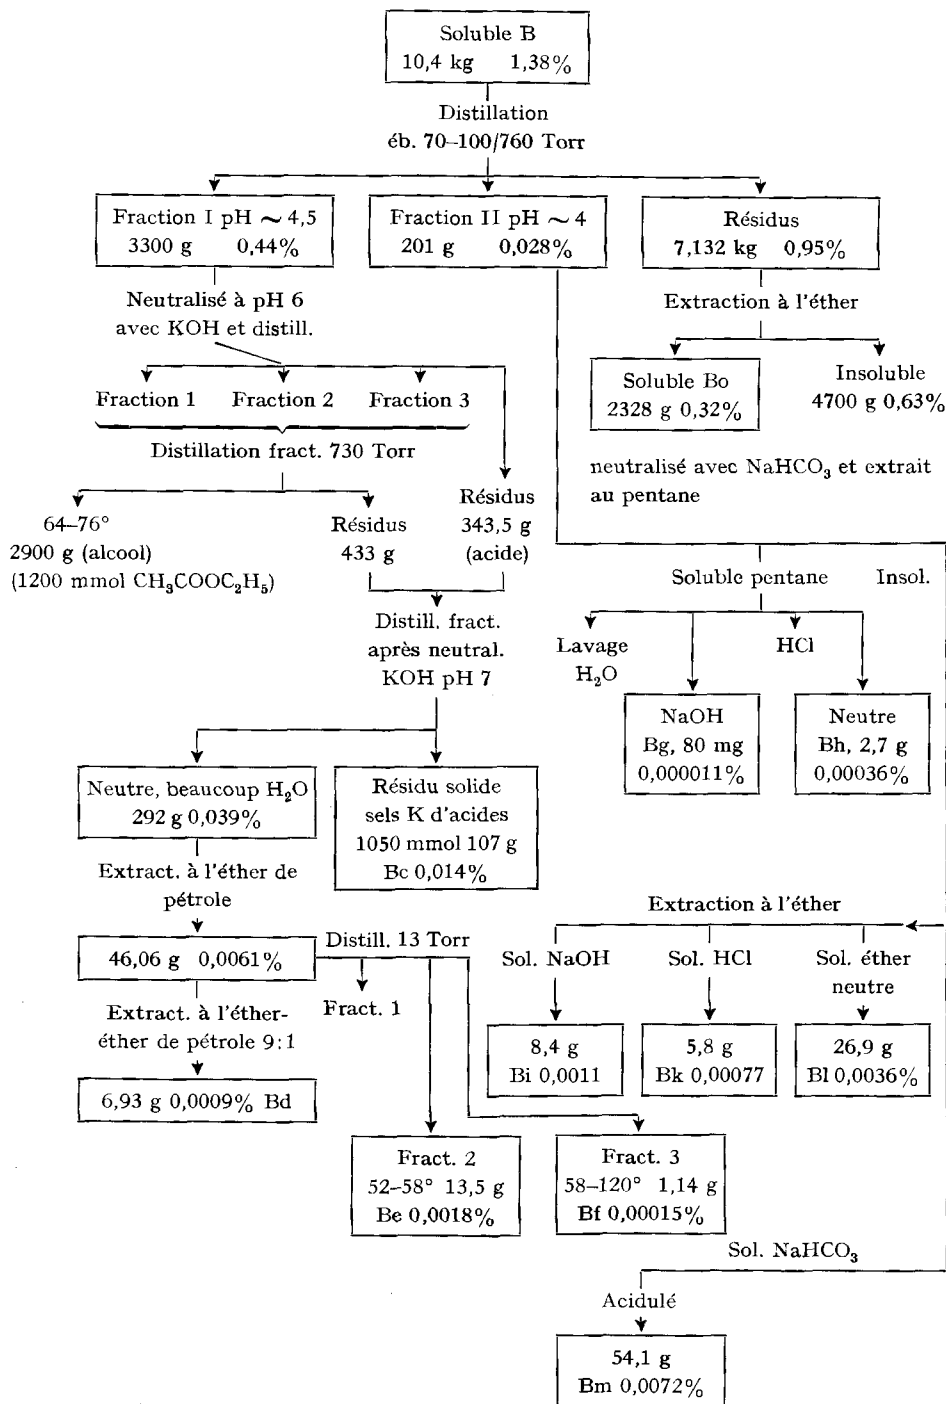 Soluble B
10,4 kg 1,38%
Distillation
éb. 70–100/760 Torr
Fraction I pH ~ 4,5
3300 g 0,44%
Fraction II pH ~ 4
201 g 0,028%
Résidus
7,132 kg 0,95%
Neutralisé à pH 6
avec KOH et distill.
Extraction à l'éther
Fraction 1 Fraction 2 Fraction 3
Soluble Bo
2328 g 0,32%
Insoluble
4700 g 0,63%
Distillation fract. 730 Torr
neutralisé avec NaHCO₃ et extrait
au pentane
64–76°
2900 g (alcool)
(1200 mmol CH₃COOC₂H₅)
Résidus
433 g
Résidus
343,5 g
(acide)
Soluble pentane Insol.
Distill. fract.
après neutral.
KOH pH 7
Lavage
H₂O
HCl
NaOH
Bg, 80 mg
0,000011%
Neutre
Bh, 2,7 g
0,00036%
Neutre, beaucoup H₂O
292 g 0,039%
Résidu solide
sels K d'acides
1050 mmol 107 g
Bc 0,014%
Extract. à l'éther de
pétrole
Extraction à l'éther
46,06 g 0,0061%
Distill. 13 Torr
Fract. 1
Sol. NaOH
Sol. HCl
Sol. éther
neutre
Extract. à l'éther-
éther de pétrole 9:1
8,4 g
Bi 0,0011
5,8 g
Bk 0,00077
26,9 g
Bl 0,0036%
6,93 g 0,0009% Bd
Fract. 2
52–58° 13,5 g
Be 0,0018%
Fract. 3
58–120° 1,14 g
Bf 0,00015%
Sol. NaHCO₃
Acidulé
54,1 g
Bm 0,0072%